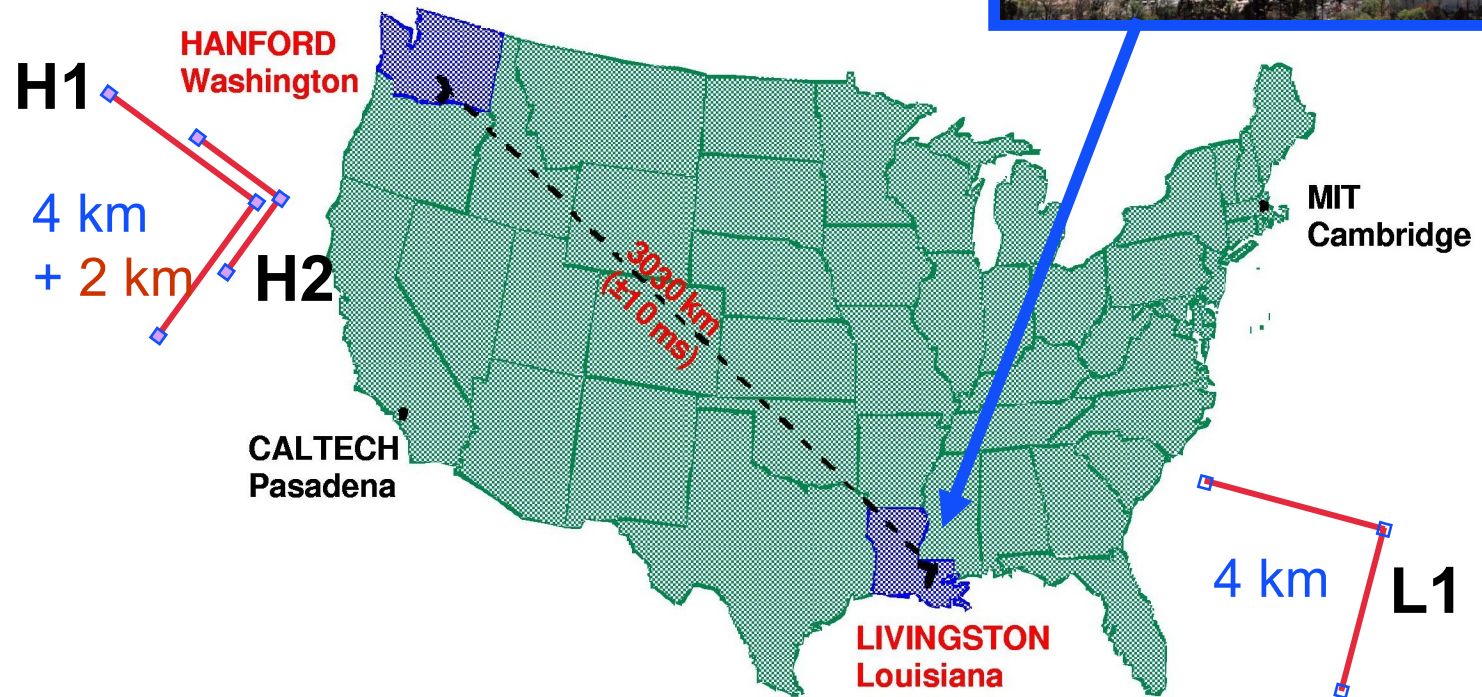 HANFORD
Washington
H1
4 km
+ 2 km
H2
3030 km
(±10 ms)
MIT
Cambridge
CALTECH
Pasadena
4 km
L1
LIVINGSTON
Louisiana